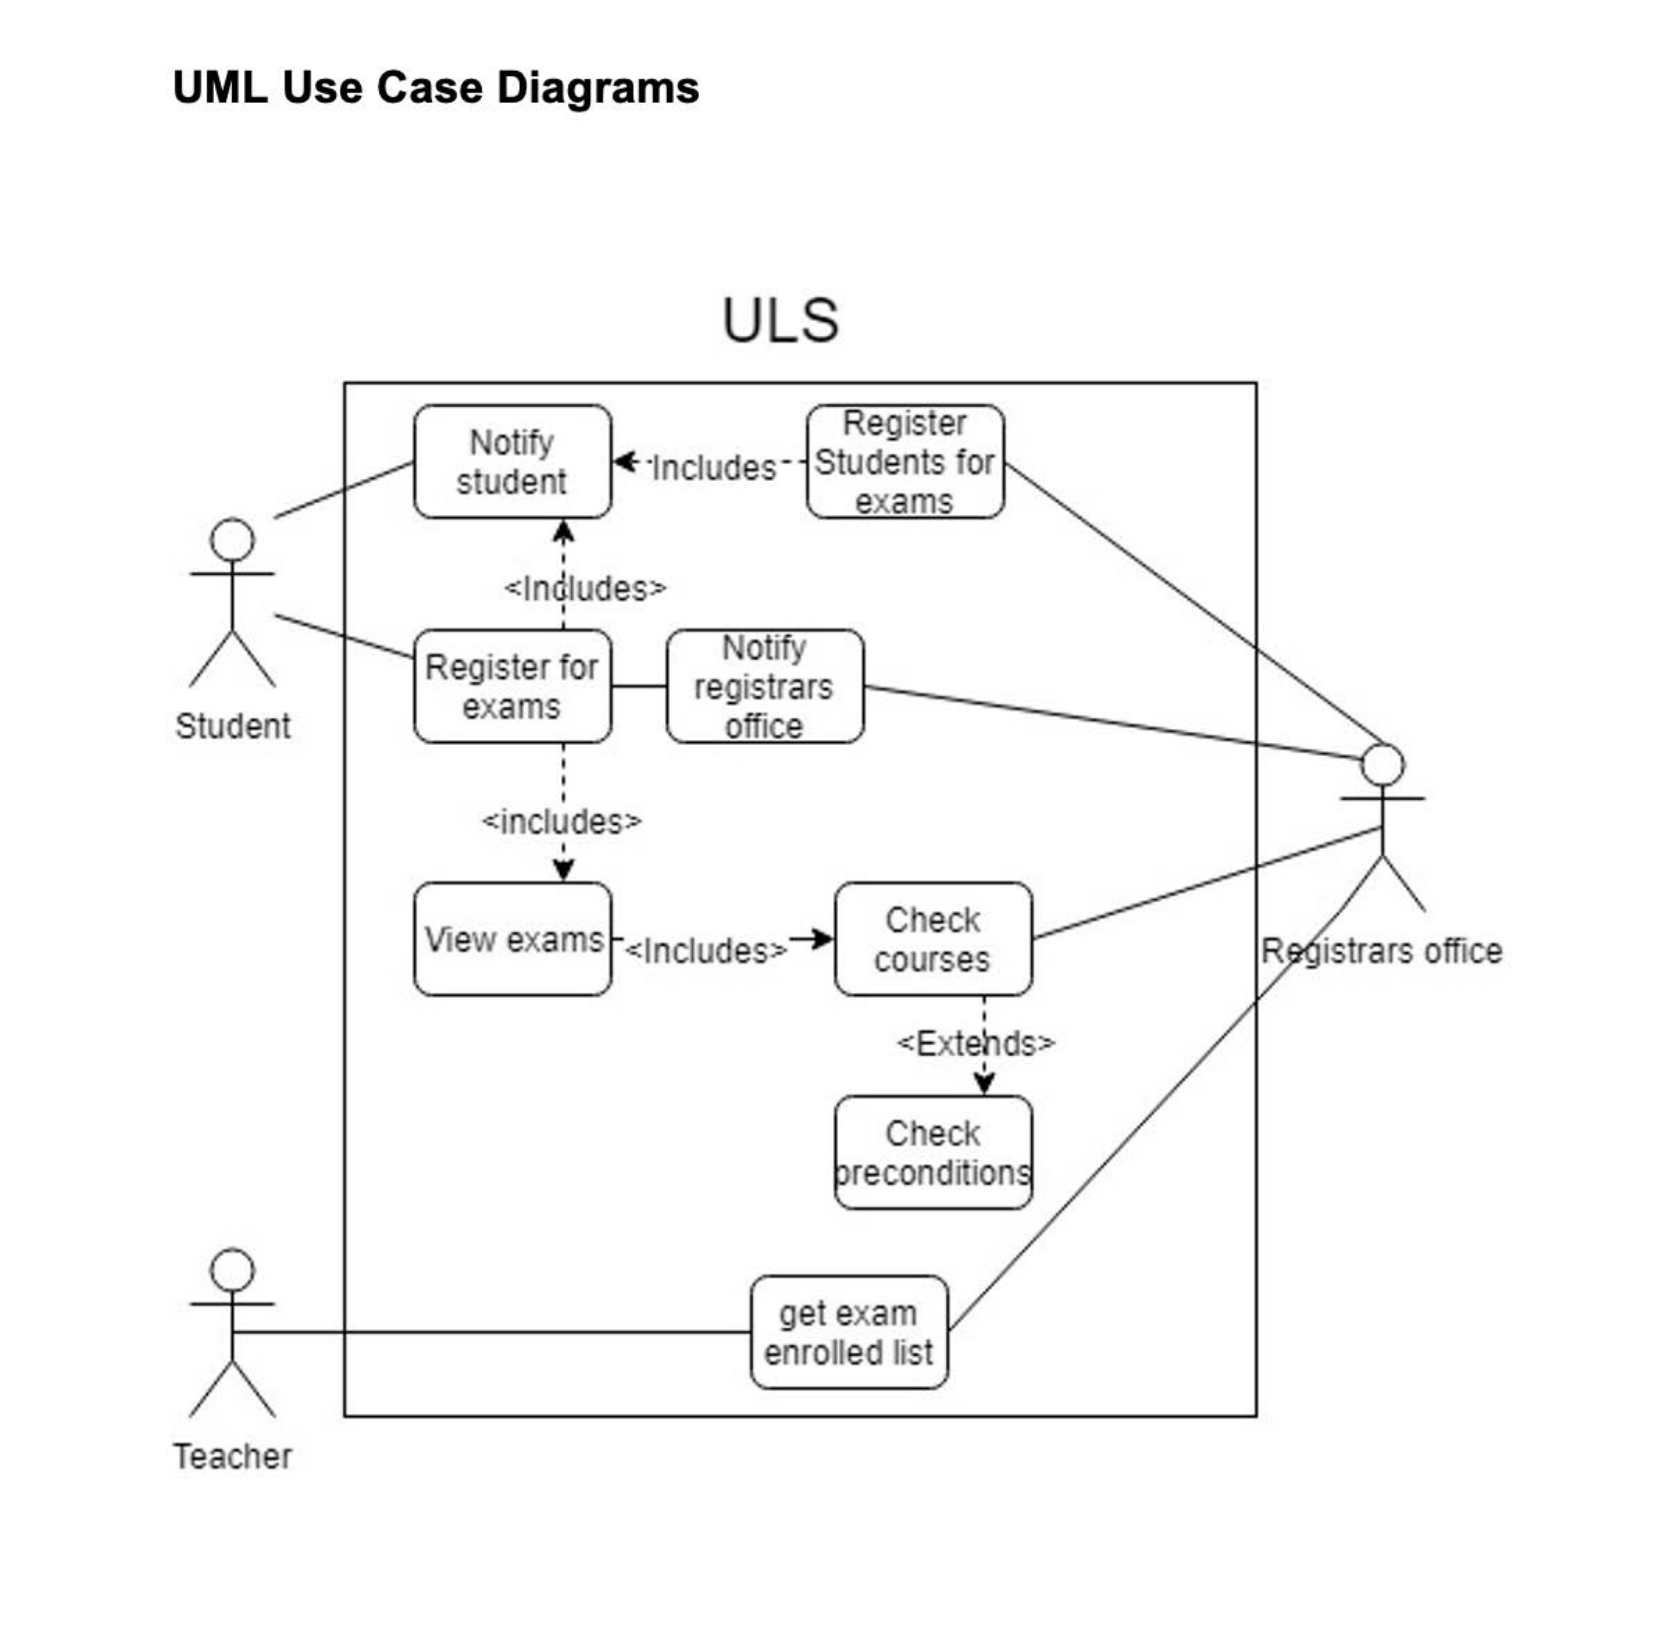 UML Use Case Diagrams
ULS
Notify
student
Includes
Register
Students for
exams
<Includes>
Register for
exams
Notify
registrars
office
Student
<includes>
View exams
<Includes>
Check
courses
Registrars office
<Extends>
Check
preconditions
get exam
enrolled list
Teacher